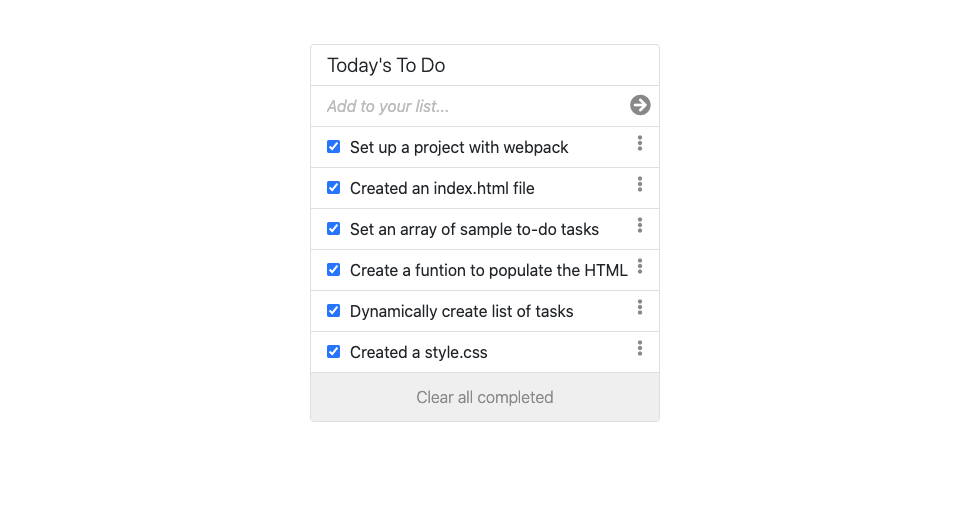 Today's To Do
Add to your list...
Set up a project with webpack
Created an index.html file
Set an array of sample to-do tasks
Create a funtion to populate the HTML
Dynamically create list of tasks
Created a style.css
Clear all completed